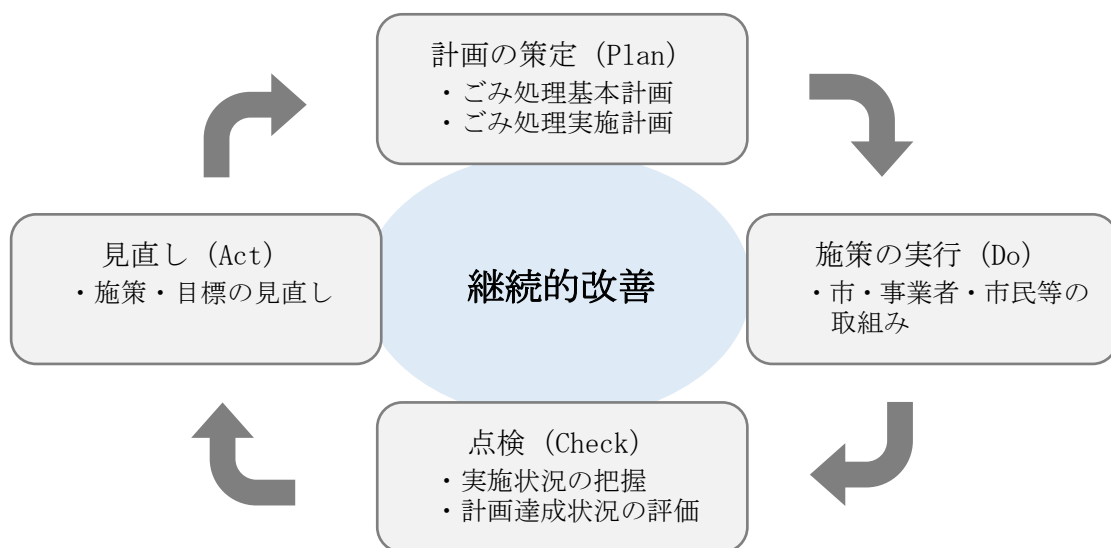 計画の策定（Plan）
・ごみ処理基本計画
・ごみ処理実施計画
見直し（Act）
・施策・目標の見直し
継続的改善
施策の実行（Do）
・市・事業者・市民等の
取組み
点検（Check）
・実施状況の把握
・計画達成状況の評価